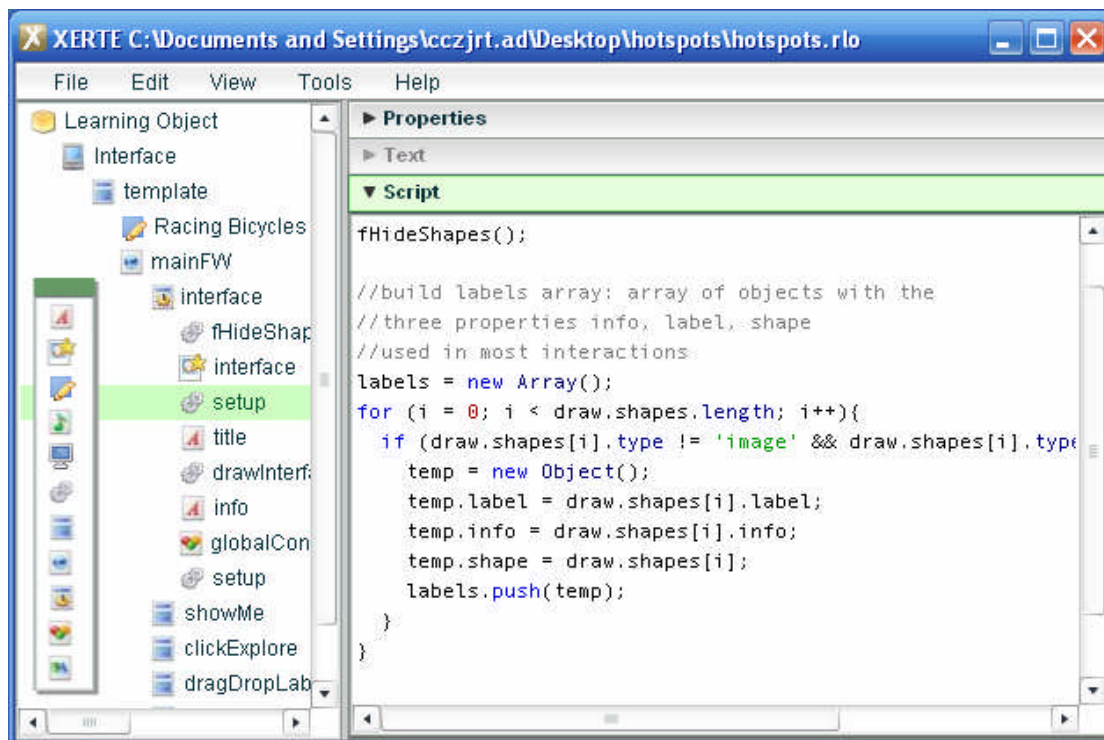 XERTE C:\Documents and Settings\cczjrt.ad\Desktop\hotspots\hotspots.rlo
File Edit View Tools Help
Learning Object
Interface
template
Racing Bicycles
mainFW
interface
fHideShap
interface
setup
title
drawInterf
info
globalCon
setup
showMe
clickExplore
dragDropLab
Properties
Text
Script
fHideShapes();
//build labels array: array of objects with the
//three properties info, label, shape
//used in most interactions
labels = new Array();
for (i = 0; i < draw.shapes.length; i++){
if (draw.shapes[i].type != 'image' && draw.shapes[i].type
temp = new Object();
temp.label = draw.shapes[i].label;
temp.info = draw.shapes[i].info;
temp.shape = draw.shapes[i];
labels.push(temp);
}
}